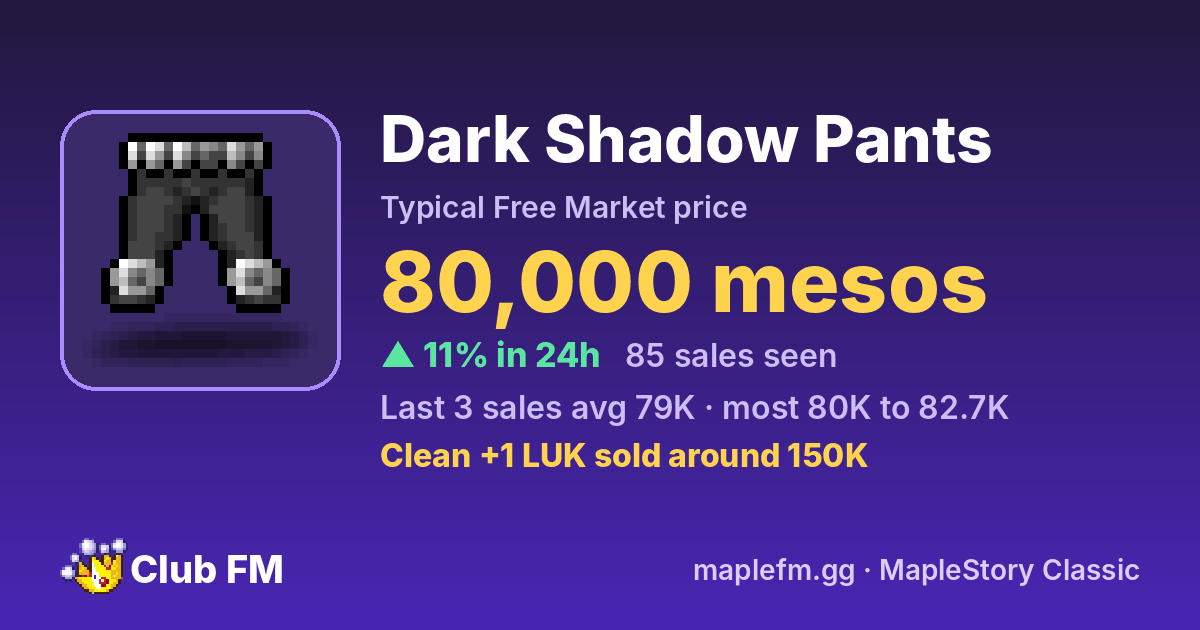 Dark Shadow Pants
Typical Free Market price
80,000 mesos
▲ 11% in 24h 85 sales seen
Last 3 sales avg 79K · most 80K to 82.7K
Clean +1 LUK sold around 150K
Club FM
maplefm.gg · MapleStory Classic